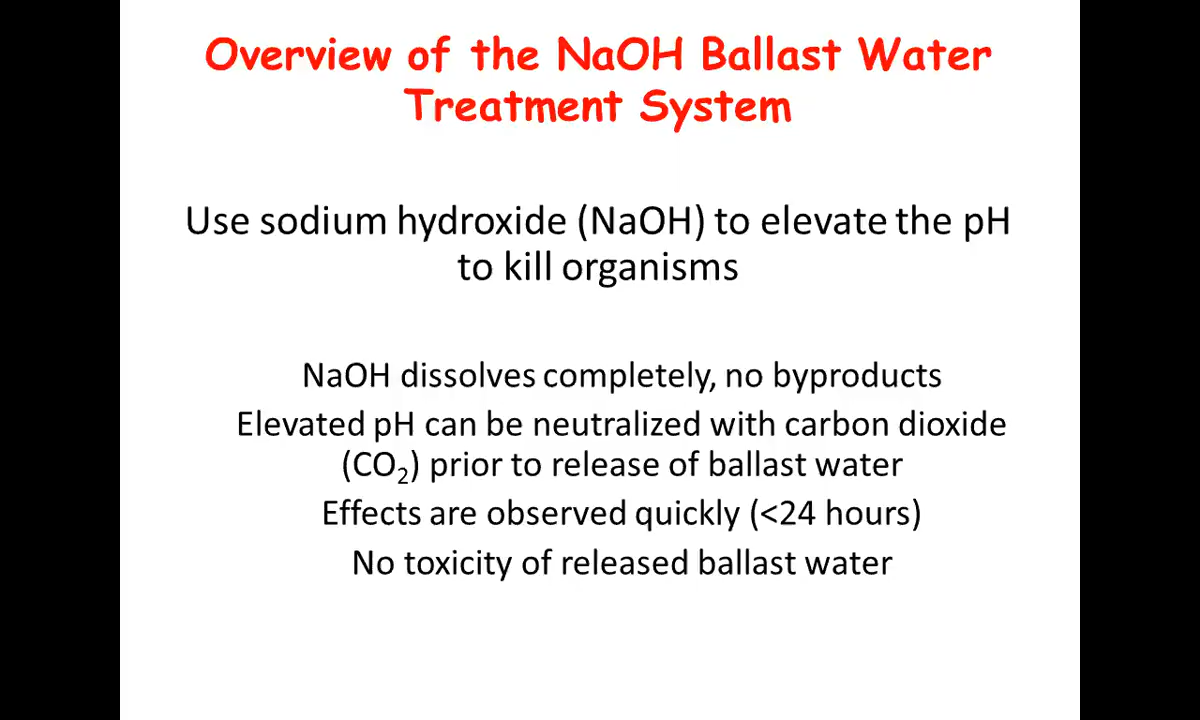 Overview of the NaOH Ballast Water
Treatment System
Use sodium hydroxide (NaOH) to elevate the pH
to kill organisms
NaOH dissolves completely, no byproducts
Elevated pH can be neutralized with carbon dioxide
(CO₂) prior to release of ballast water
Effects are observed quickly (<24 hours)
No toxicity of released ballast water